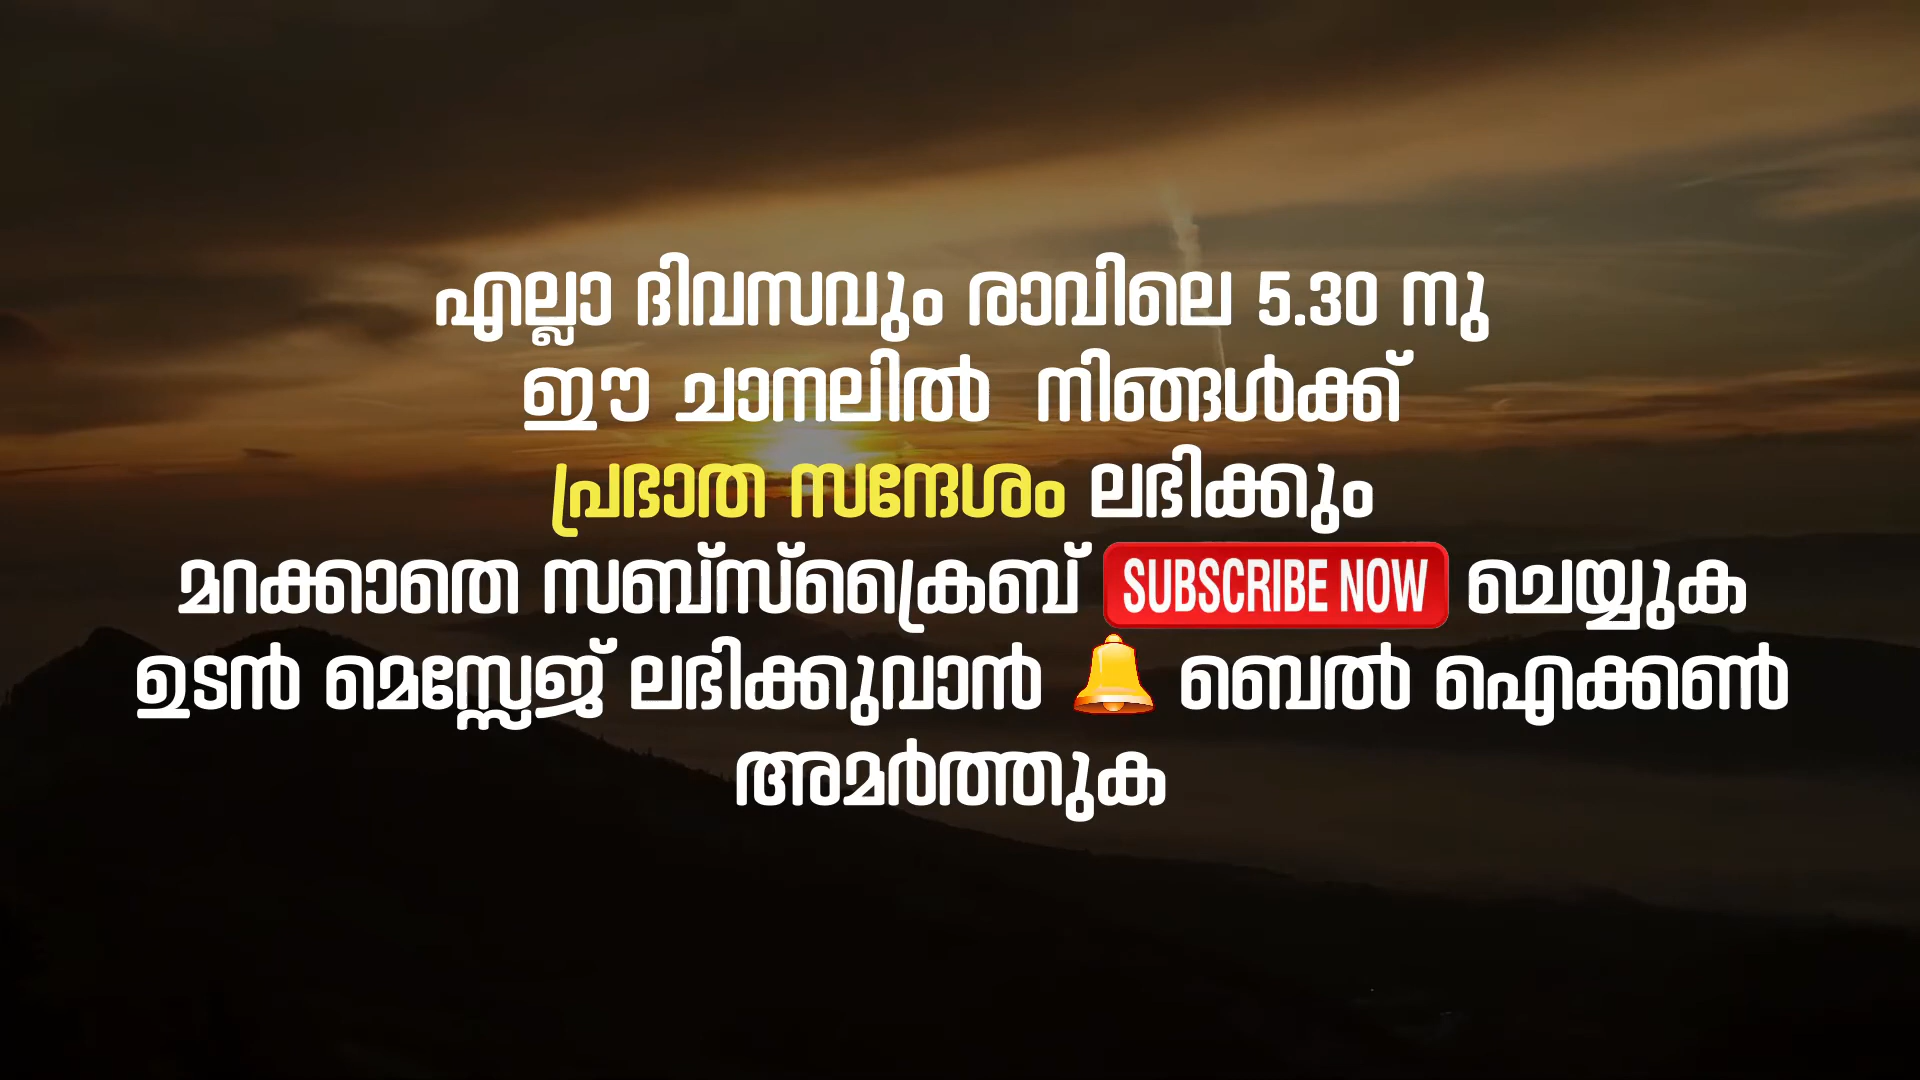 എല്ലാ ദിവസവും രാവിലെ 5.30 നു
ഈ ചാനലിൽ നിങ്ങൾക്ക്
പ്രഭാത സന്ദേശം ലഭിക്കും
മറക്കാതെ സബ്സ്ക്രൈബ് SUBSCRIBE NOW ചെയ്യുക
ഉടൻ മെസ്സേജ് ലഭിക്കുവാൻ ബെൽ ഐക്കൺ
അമർത്തുക